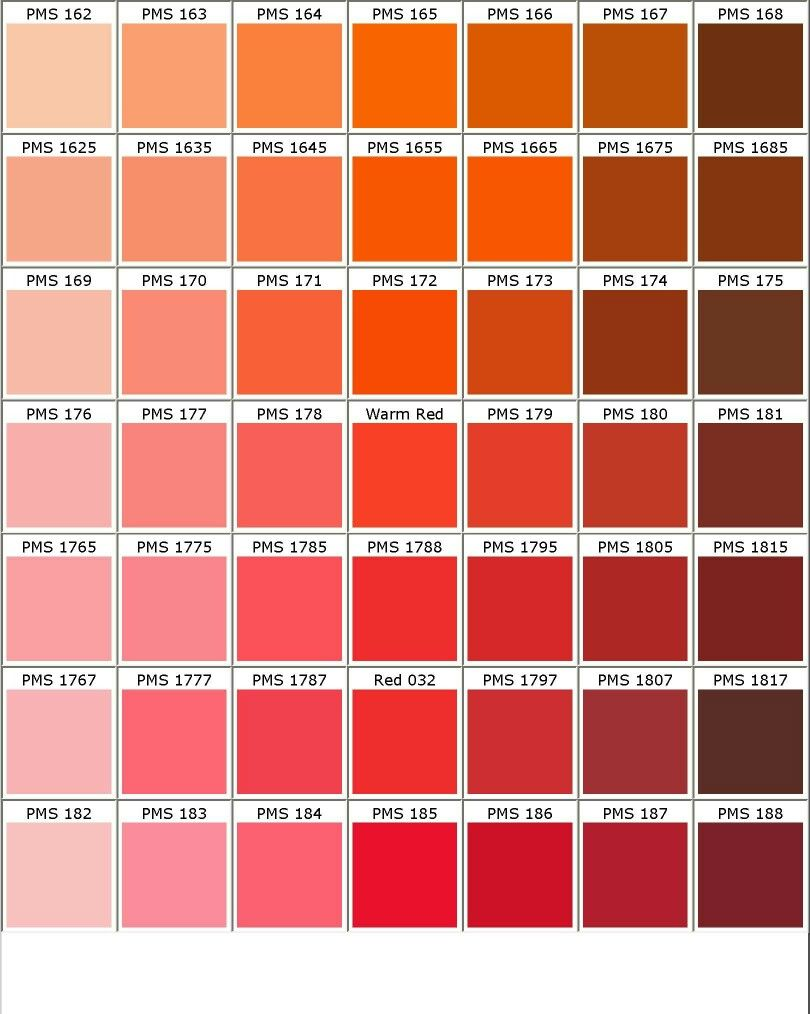 PMS 162 PMS 163 PMS 164 PMS 165 PMS 166 PMS 167 PMS 168
PMS 1625 PMS 1635 PMS 1645 PMS 1655 PMS 1665 PMS 1675 PMS 1685
PMS 169 PMS 170 PMS 171 PMS 172 PMS 173 PMS 174 PMS 175
PMS 176 PMS 177 PMS 178 Warm Red PMS 179 PMS 180 PMS 181
PMS 1765 PMS 1775 PMS 1785 PMS 1788 PMS 1795 PMS 1805 PMS 1815
PMS 1767 PMS 1777 PMS 1787 Red 032 PMS 1797 PMS 1807 PMS 1817
PMS 182 PMS 183 PMS 184 PMS 185 PMS 186 PMS 187 PMS 188